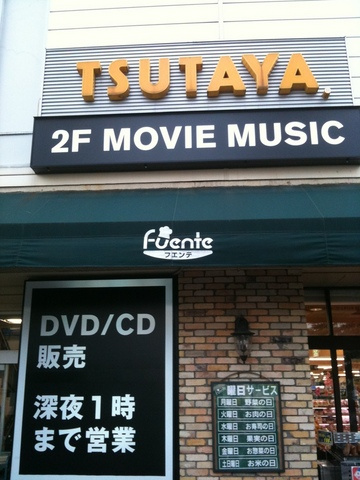 TSUTAYA
2F MOVIE MUSIC
Fuente
フエンテ
DVD/CD
販売
深夜1時
まで営業
曜日サービス
月曜日 野菜の日
火曜日 お肉の日
水曜日 お寿司の日
木曜日 果実の日
金曜日 お惣菜の日
土日曜日 お米の日